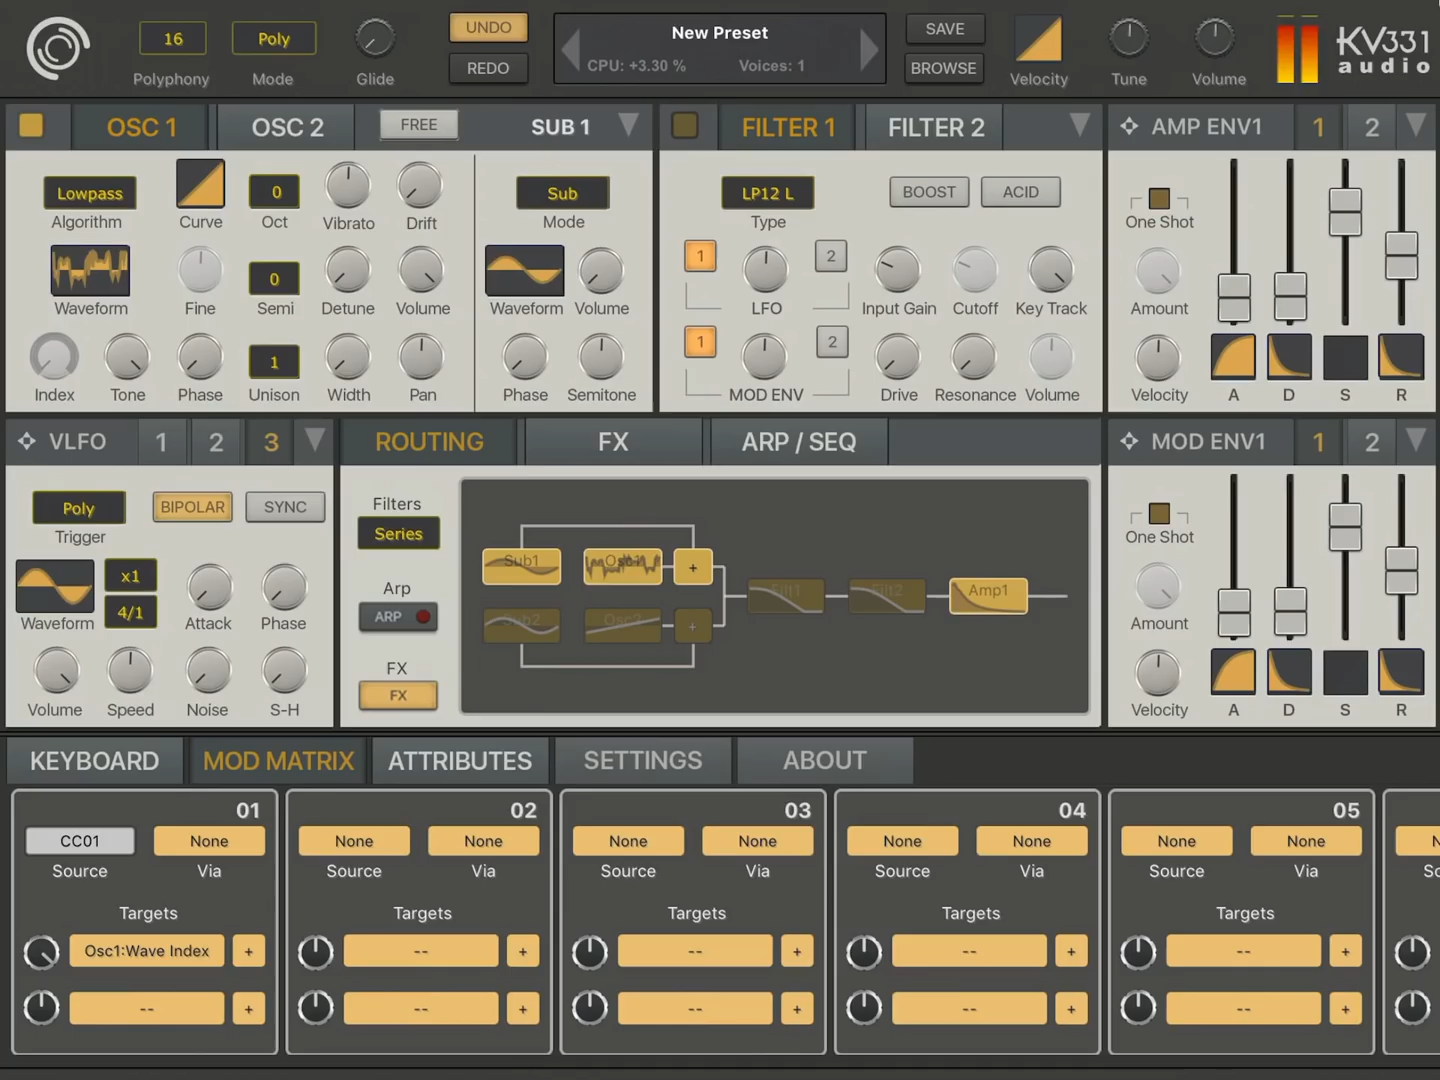 16
Polyphony
Poly
Mode
Glide
UNDO
REDO
New Preset
CPU: +3.30 %
Voices: 1
SAVE
BROWSE
Velocity
Tune
Volume
KV331
audio
OSC 1
OSC 2
FREE
SUB 1
Lowpass
Algorithm
Curve
0
Oct
Vibrato
Drift
Waveform
Fine
0
Semi
Detune
Volume
Index
Tone
Phase
1
Unison
Width
Pan
Sub
Mode
Waveform
Volume
Phase
Semitone
FILTER 1
FILTER 2
LP12 L
Type
BOOST
ACID
1
2
LFO
Input Gain
Cutoff
Key Track
1
2
MOD ENV
Drive
Resonance
Volume
AMP ENV1
1
2
One Shot
Amount
Velocity
A
D
S
R
VLFO
1
2
3
Poly
Trigger
BIPOLAR
SYNC
Waveform
x1
4/1
Attack
Phase
Volume
Speed
Noise
S-H
ROUTING
FX
ARP / SEQ
Filters
Series
Arp
ARP
FX
FX
Sub1
Osc1
+
Sub2
Osc2
+
Filt1
Filt2
Amp1
MOD ENV1
1
2
One Shot
Amount
Velocity
A
D
S
R
KEYBOARD
MOD MATRIX
ATTRIBUTES
SETTINGS
ABOUT
01
CC01
None
Source
Via
Targets
Osc1:Wave Index
+
--
+
02
None
None
Source
Via
Targets
--
+
--
+
03
None
None
Source
Via
Targets
--
+
--
+
04
None
None
Source
Via
Targets
--
+
--
+
05
None
None
Source
Via
Targets
--
+
--
+